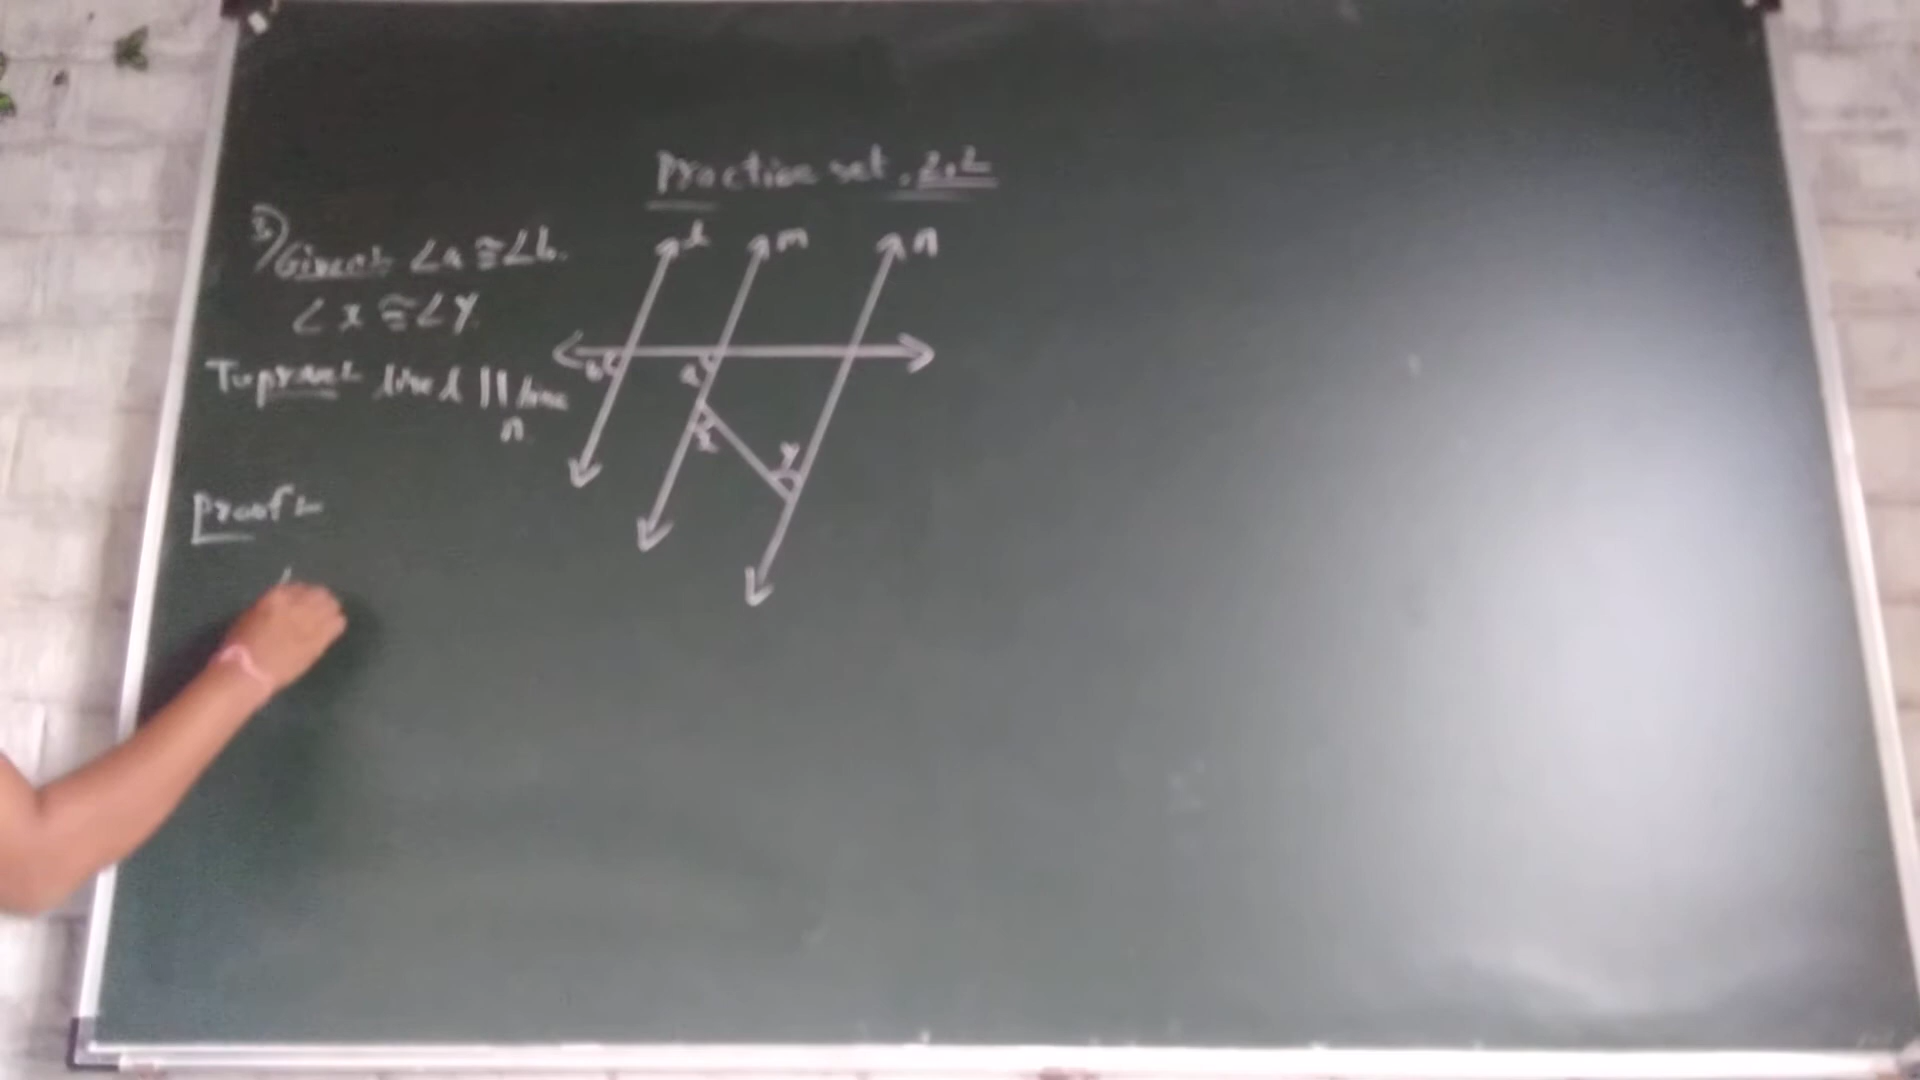 Practice set. 2.2
3) Given: ∠a ≅ ∠b.
∠x ≅ ∠y.
To prove: line l || line
n.
l m n
b a
x y
Proof: